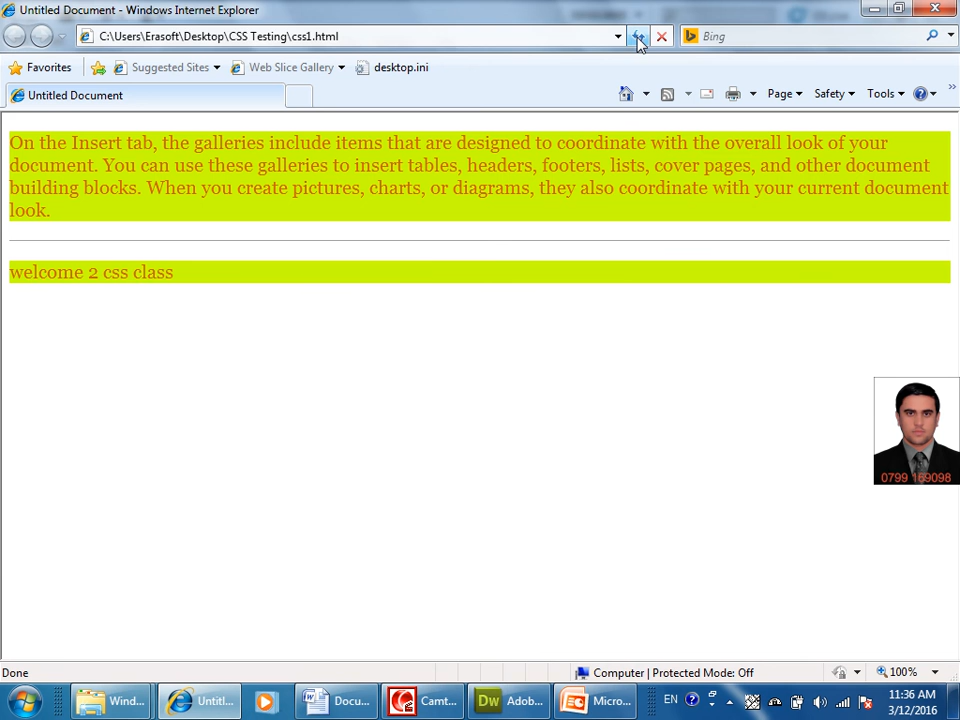 Untitled Document - Windows Internet Explorer
C:\Users\Erasoft\Desktop\CSS Testing\css1.html
Bing
Favorites
Suggested Sites
Web Slice Gallery
desktop.ini
Untitled Document
Page
Safety
Tools
On the Insert tab, the galleries include items that are designed to coordinate with the overall look of your
document. You can use these galleries to insert tables, headers, footers, lists, cover pages, and other document
building blocks. When you create pictures, charts, or diagrams, they also coordinate with your current document
look.
welcome 2 css class
0799 169098
Done
Computer | Protected Mode: Off
100%
Wind...
Untitl...
Docu...
Camt...
Dw
Adob...
Micro...
EN
11:36 AM
3/12/2016